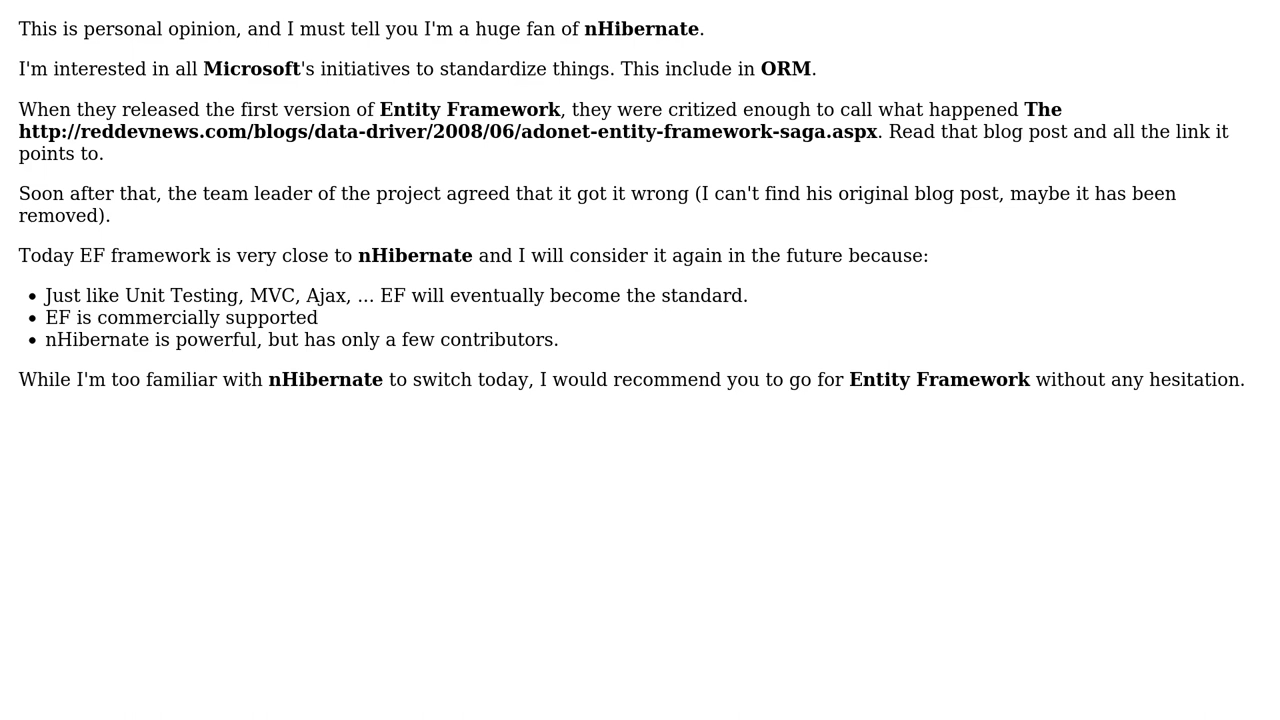 This is personal opinion, and I must tell you I'm a huge fan of nHibernate.
I'm interested in all Microsoft's initiatives to standardize things. This include in ORM.
When they released the first version of Entity Framework, they were critized enough to call what happened The
http://reddevnews.com/blogs/data-driver/2008/06/adonet-entity-framework-saga.aspx. Read that blog post and all the link it
points to.
Soon after that, the team leader of the project agreed that it got it wrong (I can't find his original blog post, maybe it has been
removed).
Today EF framework is very close to nHibernate and I will consider it again in the future because:
• Just like Unit Testing, MVC, Ajax, ... EF will eventually become the standard.
• EF is commercially supported
• nHibernate is powerful, but has only a few contributors.
While I'm too familiar with nHibernate to switch today, I would recommend you to go for Entity Framework without any hesitation.